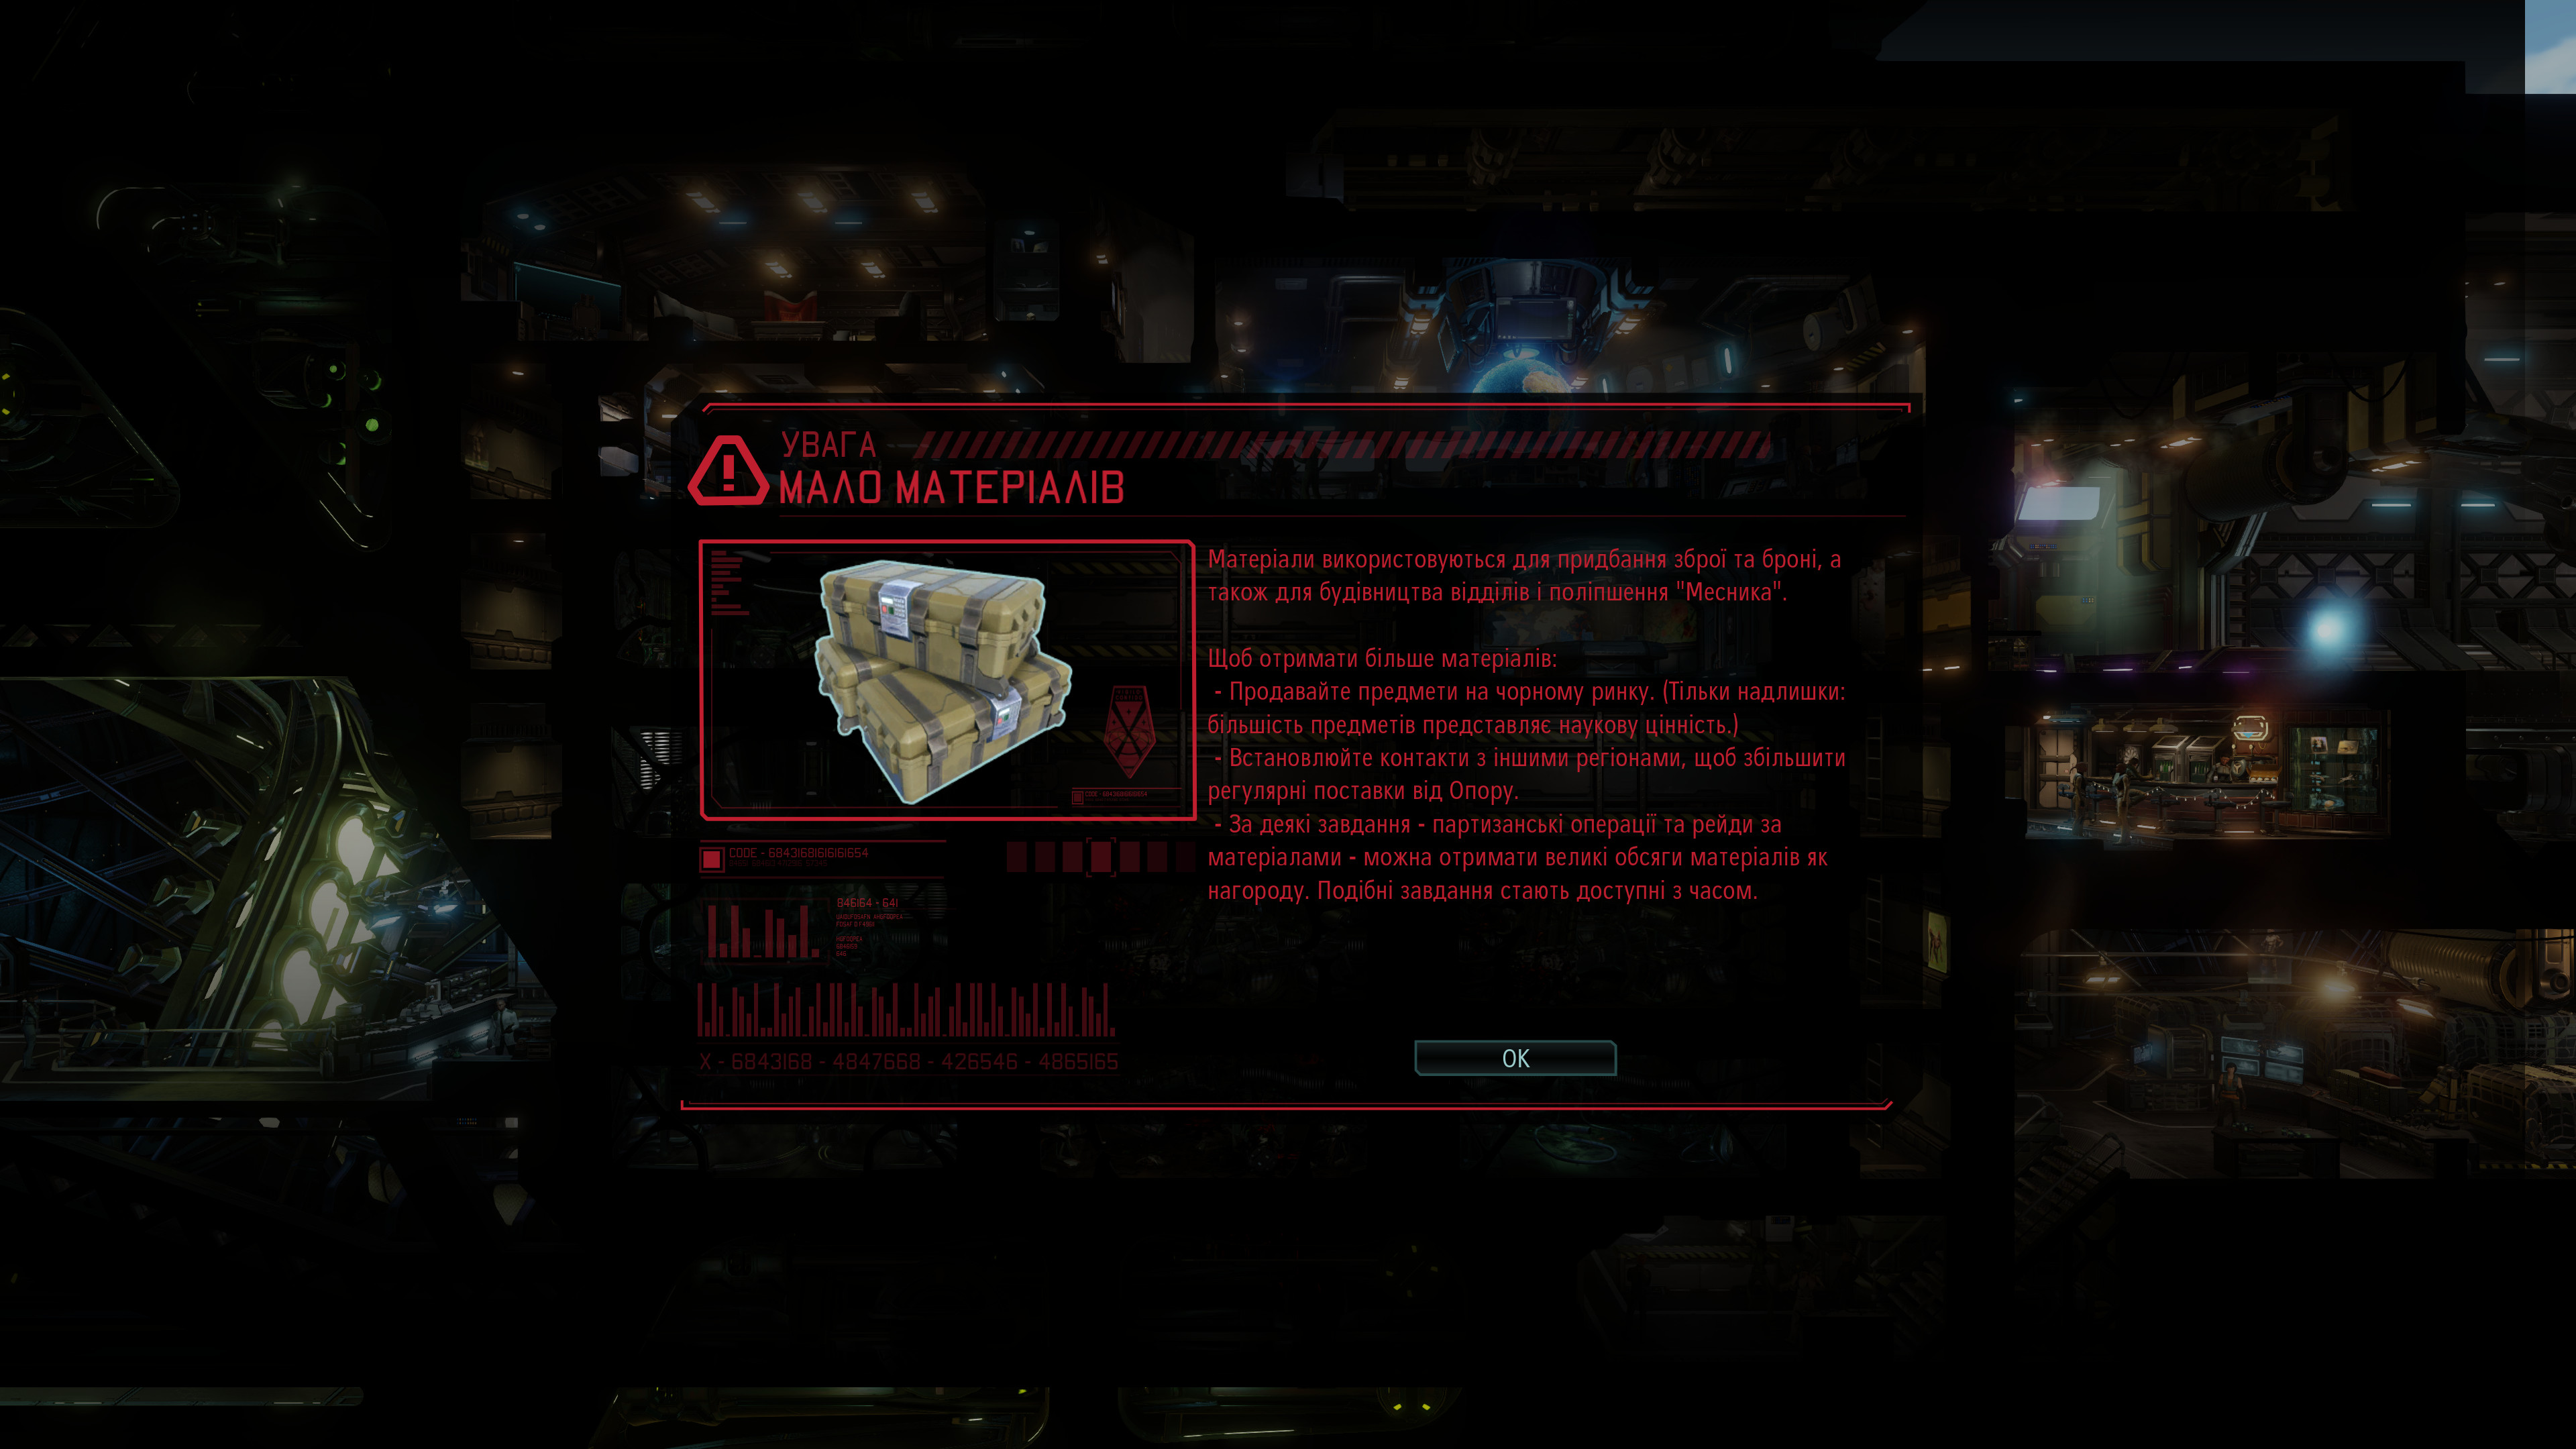 УВАГА
МАЛО МАТЕРІАЛІВ
Матеріали використовуються для придбання зброї та броні, а
також для будівництва відділів і поліпшення "Месника".
Щоб отримати більше матеріалів:
- Продавайте предмети на чорному ринку. (Тільки надлишки:
більшість предметів представляє наукову цінність.)
- Встановлюйте контакти з іншими регіонами, щоб збільшити
регулярні поставки від Опору.
- За деякі завдання - партизанські операції та рейди за
матеріалами - можна отримати великі обсяги матеріалів як
нагороду. Подібні завдання стають доступні з часом.
CODE - 68431681616161654
846164 - 641
X - 6843168 - 4847668 - 426546 - 4865165
OK